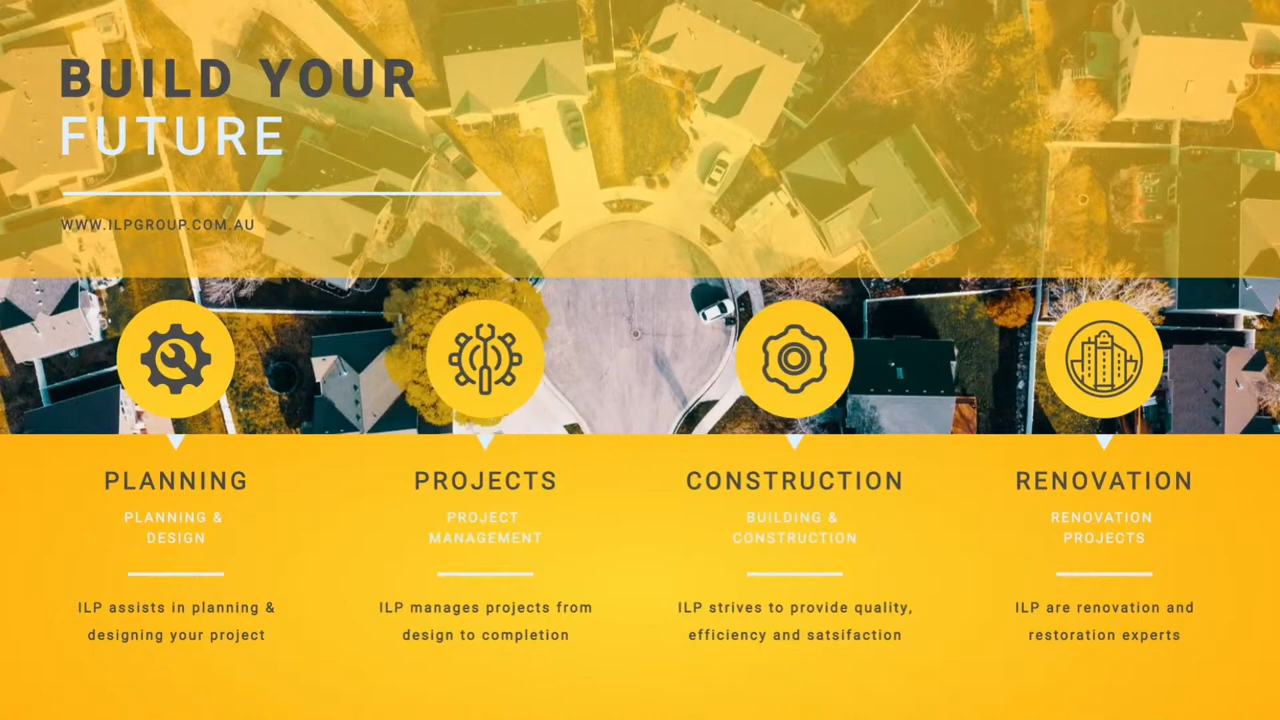 BUILD YOUR
FUTURE
WWW.ILPGROUP.COM.AU
PLANNING
PLANNING &
DESIGN
ILP assists in planning &
designing your project
PROJECTS
PROJECT
MANAGEMENT
ILP manages projects from
design to completion
CONSTRUCTION
BUILDING &
CONSTRUCTION
ILP strives to provide quality,
efficiency and satsifaction
RENOVATION
RENOVATION
PROJECTS
ILP are renovation and
restoration experts